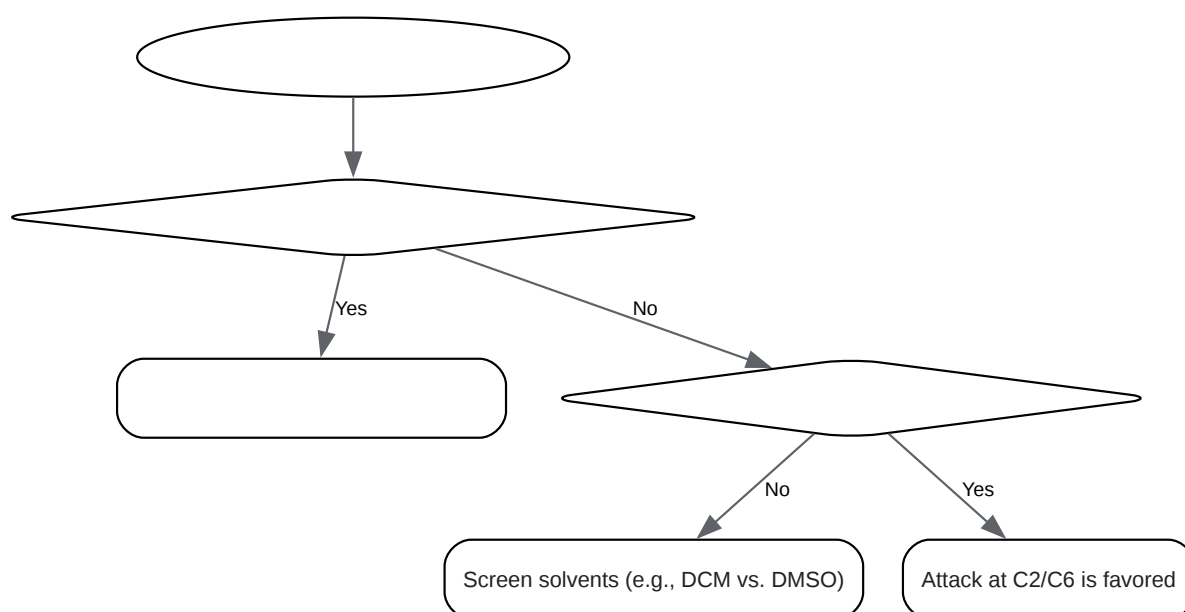 Yes
No
No
Yes
Screen solvents (e.g., DCM vs. DMSO)
Attack at C2/C6 is favored